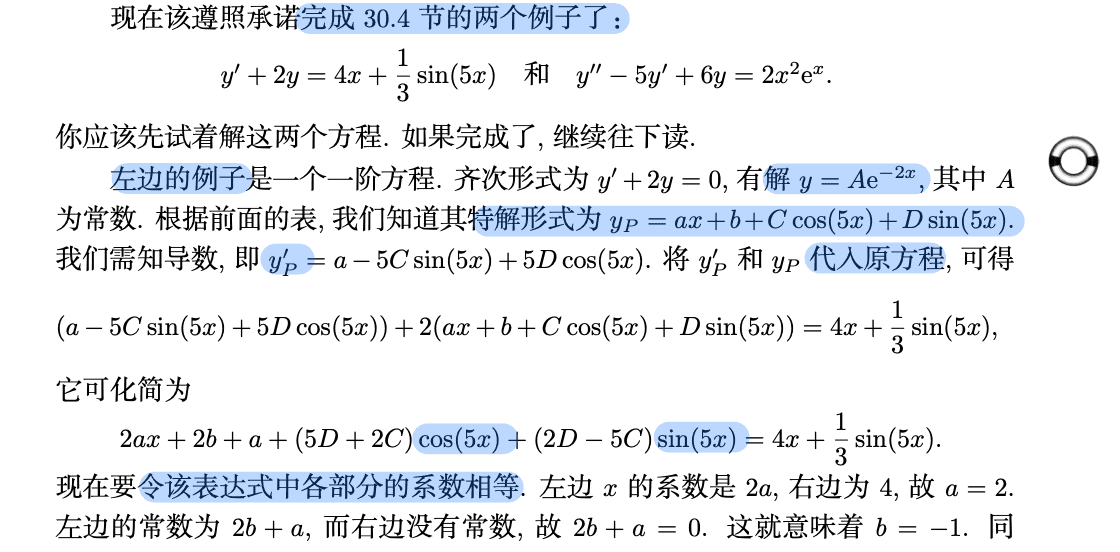 现在该遵照承诺完成 30.4 节的两个例子了：
y′ + 2y = 4x + 1/3 sin(5x) 和 y″ − 5y′ + 6y = 2x²eˣ.
你应该先试着解这两个方程. 如果完成了, 继续往下读.
左边的例子是一个一阶方程. 齐次形式为 y′ + 2y = 0, 有解 y = Ae⁻²ˣ, 其中 A
为常数. 根据前面的表, 我们知道其特解形式为 y_P = ax + b + C cos(5x) + D sin(5x).
我们需知导数, 即 y′_P = a − 5C sin(5x) + 5D cos(5x). 将 y′_P 和 y_P 代入原方程, 可得
(a − 5C sin(5x) + 5D cos(5x)) + 2(ax + b + C cos(5x) + D sin(5x)) = 4x + 1/3 sin(5x),
它可化简为
2ax + 2b + a + (5D + 2C) cos(5x) + (2D − 5C) sin(5x) = 4x + 1/3 sin(5x).
现在要令该表达式中各部分的系数相等. 左边 x 的系数是 2a, 右边为 4, 故 a = 2.
左边的常数为 2b + a, 而右边没有常数, 故 2b + a = 0. 这就意味着 b = −1. 同